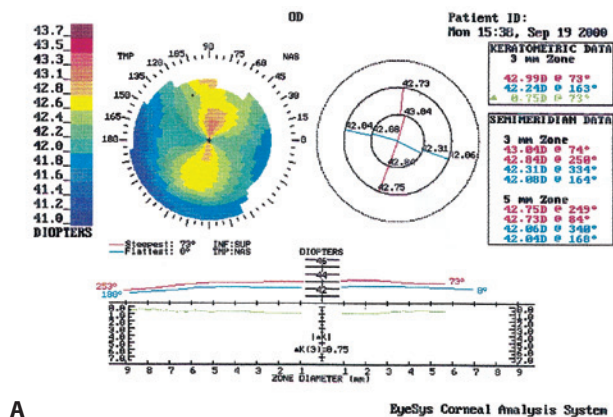 OD
Patient ID:
Mon 15:38, Sep 19 2000
43.7
43.5
43.3
43.1
42.8
42.6
42.4
42.2
42.0
41.8
41.5
41.3
41.1
41.0
DIOPTERS
TMP
NAS
180
165
150
135
120
105
90
75
60
45
30
15
0
42.73
43.04
42.04
42.08
42.31
42.06
42.84
42.75
KERATOMETRIC DATA
3 mm Zone
42.99D @ 73°
42.24D @ 163°
0.75D @ 73°
SEMIMERIDIAN DATA
3 mm Zone
43.04D @ 74°
42.84D @ 250°
42.31D @ 334°
42.08D @ 164°
5 mm Zone
42.75D @ 249°
42.73D @ 84°
42.06D @ 340°
42.04D @ 168°
Steepest: 73° INF:SUP
Flattest: 0° TMP:NAS
DIOPTERS
46
44
42
253°
180°
73°
0°
|ΔK|
ΔK(3):0.75
9 8 7 6 5 4 3 2 1 1 2 3 4 5 6 7 8 9
ZONE DIAMETER (mm)
A
EyeSys Corneal Analysis System